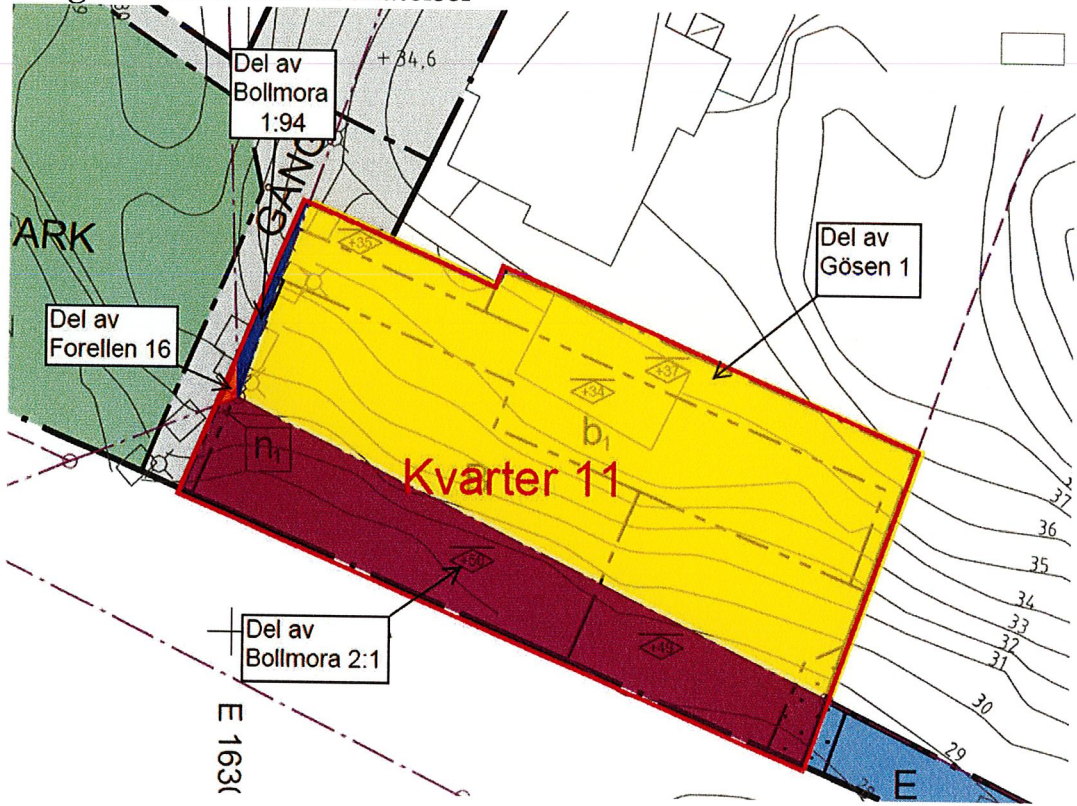 + 34,6
Del av
Bollmora
1:94
GÅNG
ARK
+35
Del av
Gösen 1
Del av
Forellen 16
+37
+34
b₁
n₁
Kvarter 11
37
36
35
34
33
32
31
30
29
+49
Del av
Bollmora 2:1
E 163
E